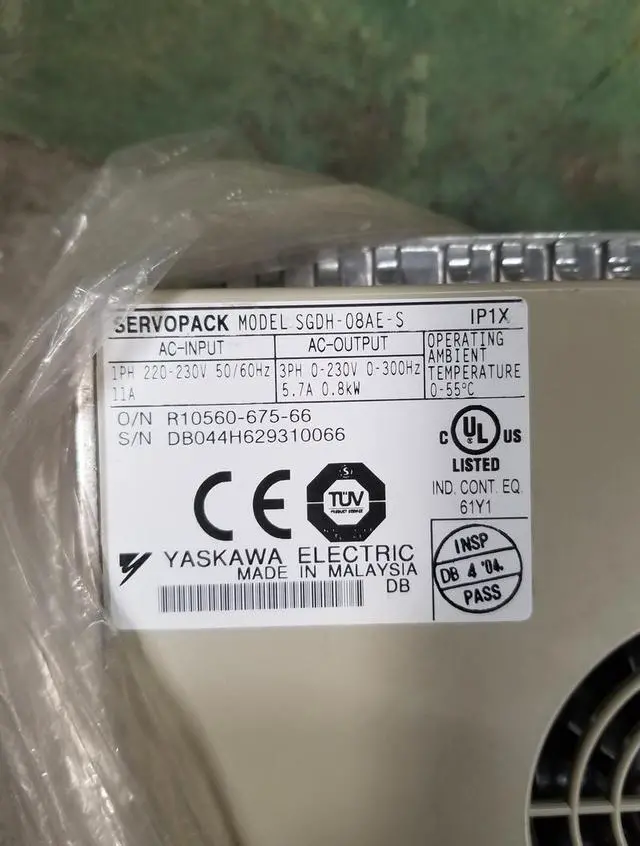 SERVOPACK MODEL SGDH-08AE-S IP1X
AC-INPUT
1PH 220-230V 50/60Hz
11A
AC-OUTPUT
3PH 0-230V 0-300Hz
5.7A 0.8kW
OPERATING
AMBIENT
TEMPERATURE
0-55°C
O/N R10560-675-66
S/N DB044H629310066
C UL US
LISTED
IND. CONT. EQ.
61Y1
CE
S
TÜV
PRODUCT SERVICE
YASKAWA ELECTRIC
MADE IN MALAYSIA
DB
INSP
DB 4 '04.
PASS